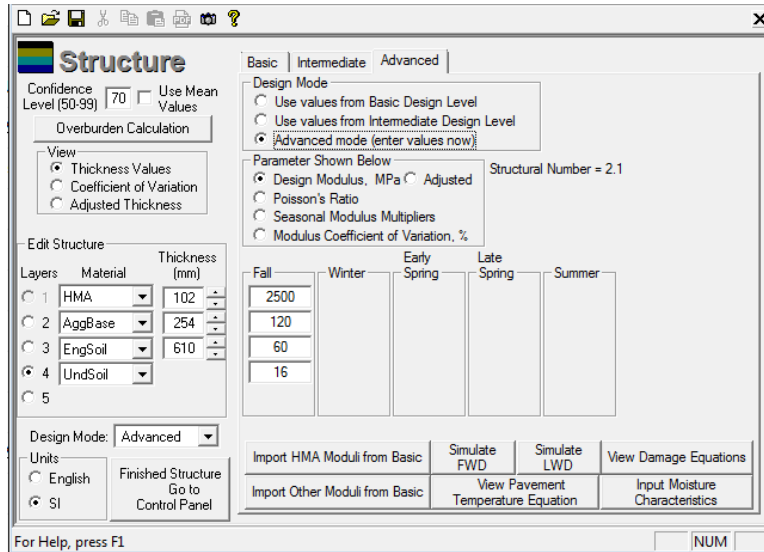 Structure
Confidence
Level (50-99)
70
Use Mean
Values
Overburden Calculation
View
Thickness Values
Coefficient of Variation
Adjusted Thickness
Edit Structure
Thickness
Layers Material (mm)
1 HMA 102
2 AggBase 254
3 EngSoil 610
4 UndSoil
5
Design Mode: Advanced
Units
English
SI
Finished Structure
Go to
Control Panel
Basic Intermediate Advanced
Design Mode
Use values from Basic Design Level
Use values from Intermediate Design Level
Advanced mode (enter values now)
Parameter Shown Below
Design Modulus, MPa Adjusted
Poisson's Ratio
Seasonal Modulus Multipliers
Modulus Coefficient of Variation, %
Structural Number = 2.1
Fall
Winter
Early
Spring
Late
Spring
Summer
2500
120
60
16
Import HMA Moduli from Basic
Simulate
FWD
Simulate
LWD
View Damage Equations
Import Other Moduli from Basic
View Pavement
Temperature Equation
Input Moisture
Characteristics
For Help, press F1
NUM